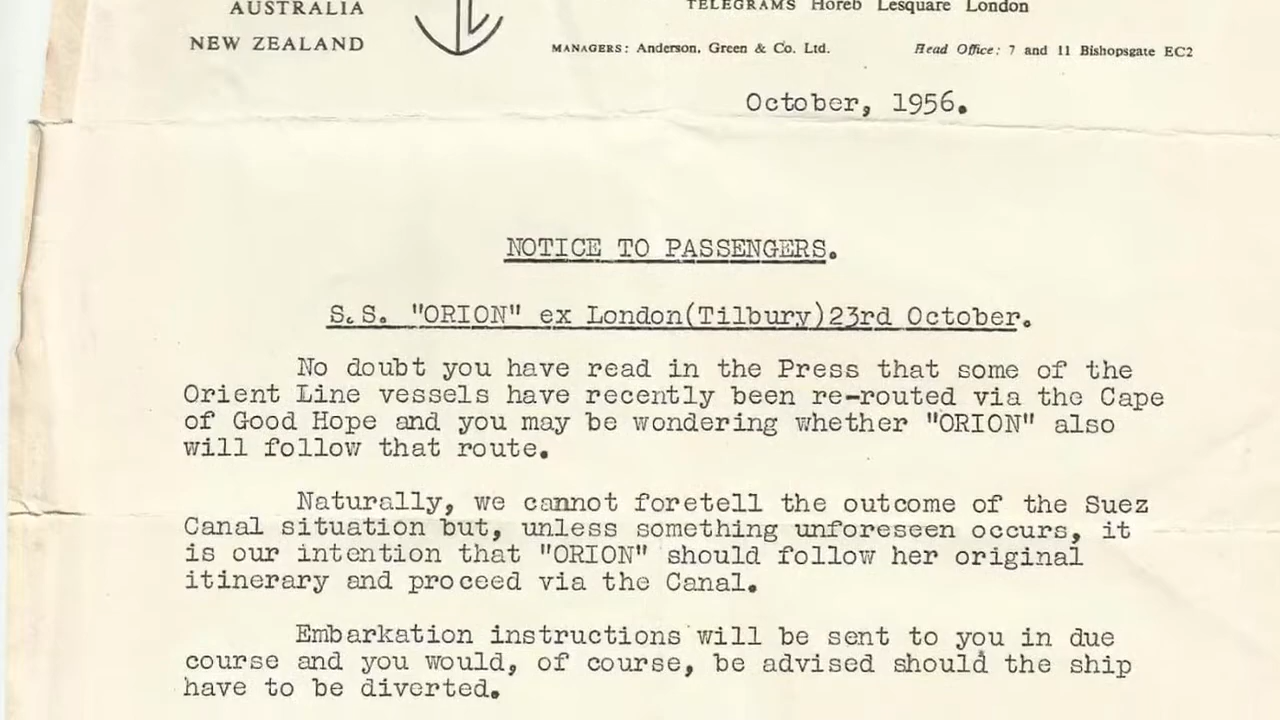 AUSTRALIA
TELEGRAMS Horeb Lesquare London
NEW ZEALAND
MANAGERS: Anderson, Green & Co. Ltd. Head Office: 7 and 11 Bishopsgate EC2
October, 1956.
NOTICE TO PASSENGERS.
S.S. "ORION" ex London(Tilbury)23rd October.
No doubt you have read in the Press that some of the
Orient Line vessels have recently been re-routed via the Cape
of Good Hope and you may be wondering whether "ORION" also
will follow that route.
Naturally, we cannot foretell the outcome of the Suez
Canal situation but, unless something unforeseen occurs, it
is our intention that "ORION" should follow her original
itinerary and proceed via the Canal.
Embarkation instructions will be sent to you in due
course and you would, of course, be advised should the ship
have to be diverted.